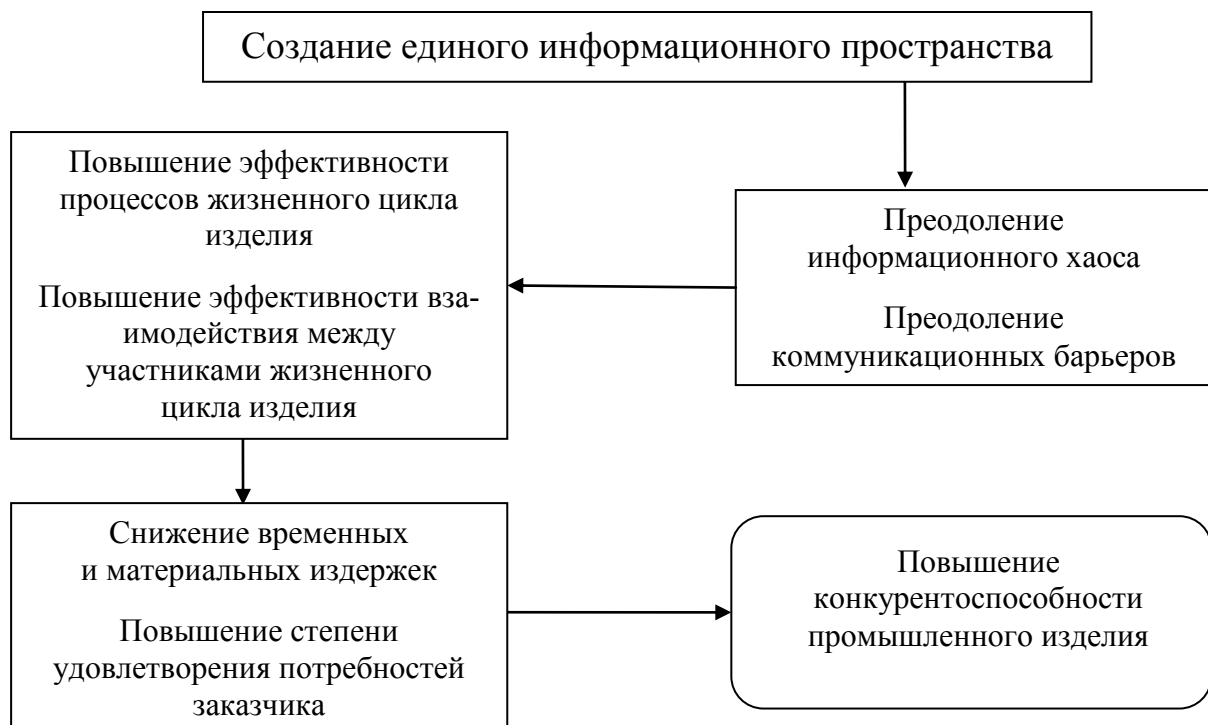 Создание единого информационного пространства
Преодоление
информационного хаоса
Преодоление
коммуникационных барьеров
Повышение эффективности
процессов жизненного цикла
изделия
Повышение эффективности вза-
имодействия между
участниками жизненного
цикла изделия
Снижение временных
и материальных издержек
Повышение степени
удовлетворения потребностей
заказчика
Повышение
конкурентоспособности
промышленного изделия